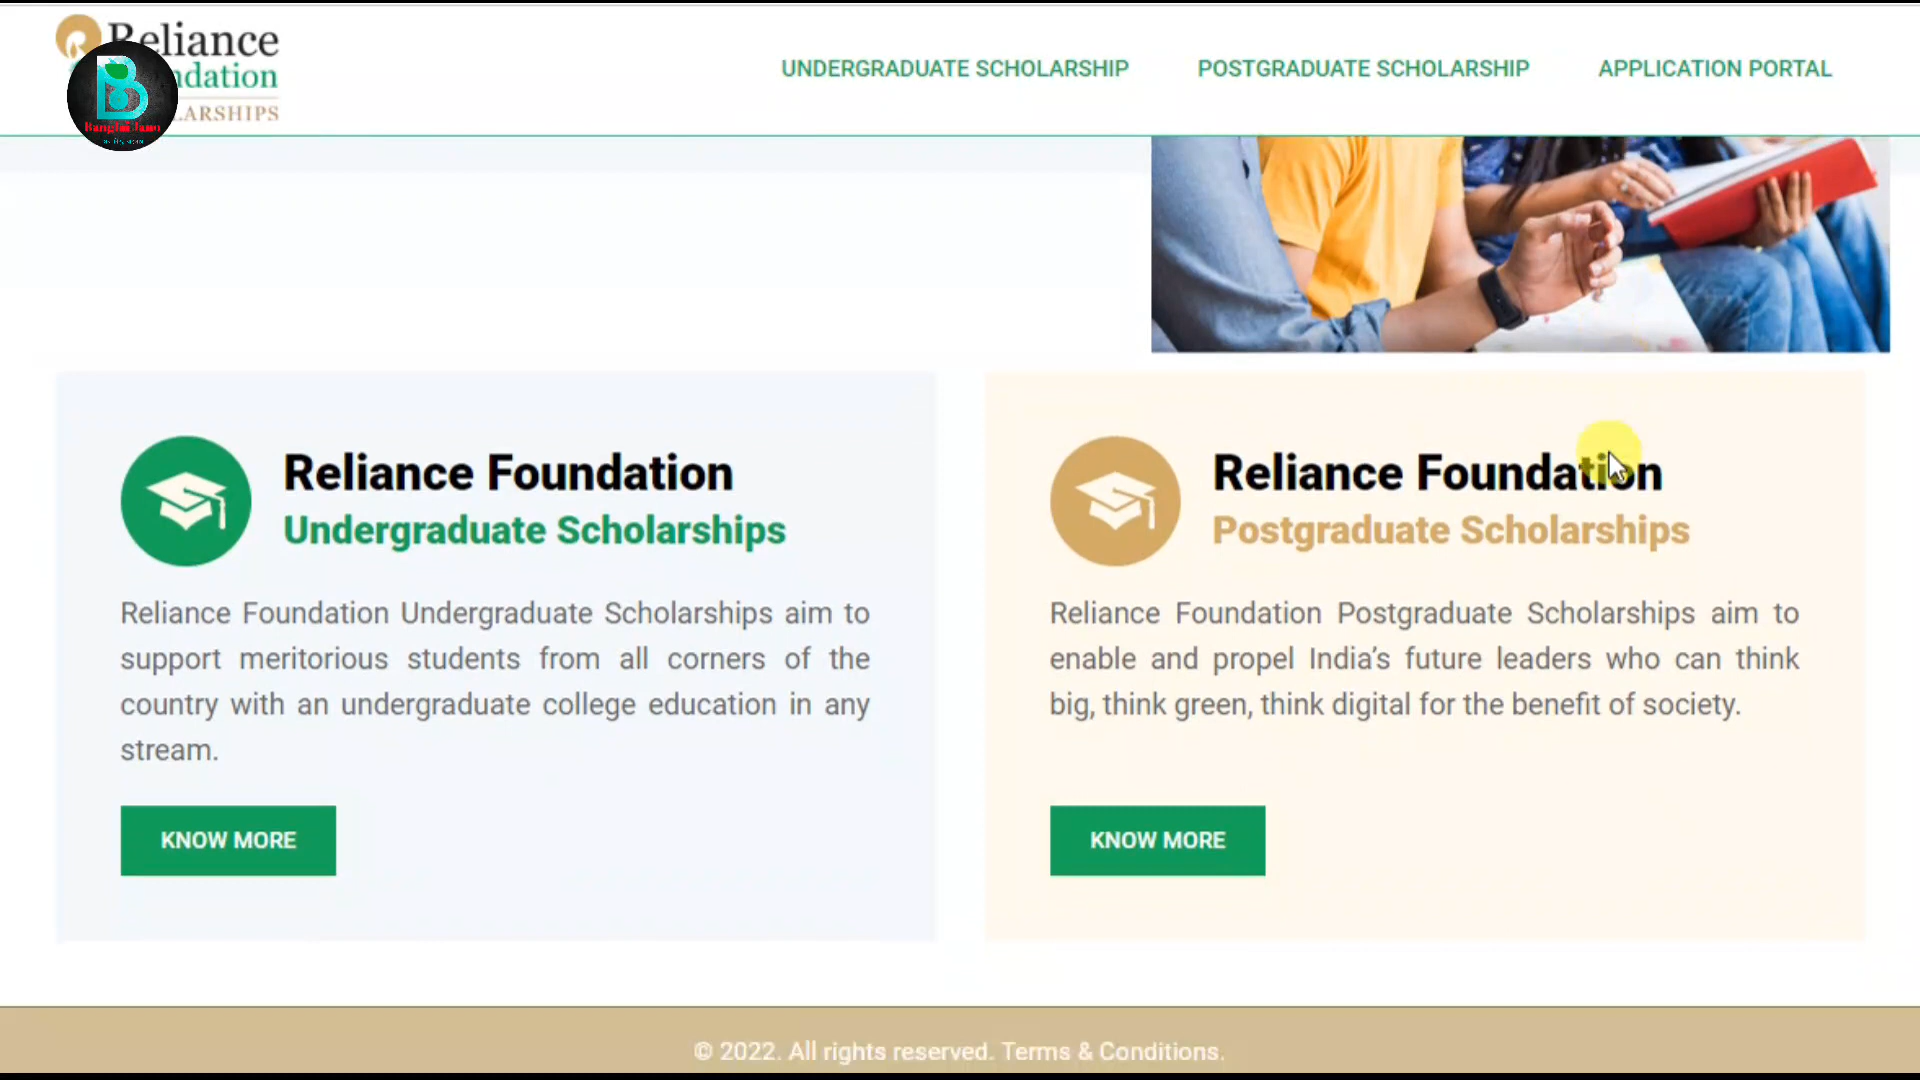 Reliance
ndation
LARSHIPS
UNDERGRADUATE SCHOLARSHIP
POSTGRADUATE SCHOLARSHIP
APPLICATION PORTAL
Reliance Foundation
Undergraduate Scholarships
Reliance Foundation Undergraduate Scholarships aim to
support meritorious students from all corners of the
country with an undergraduate college education in any
stream.
KNOW MORE
Reliance Foundation
Postgraduate Scholarships
Reliance Foundation Postgraduate Scholarships aim to
enable and propel India’s future leaders who can think
big, think green, think digital for the benefit of society.
KNOW MORE
© 2022. All rights reserved. Terms & Conditions.